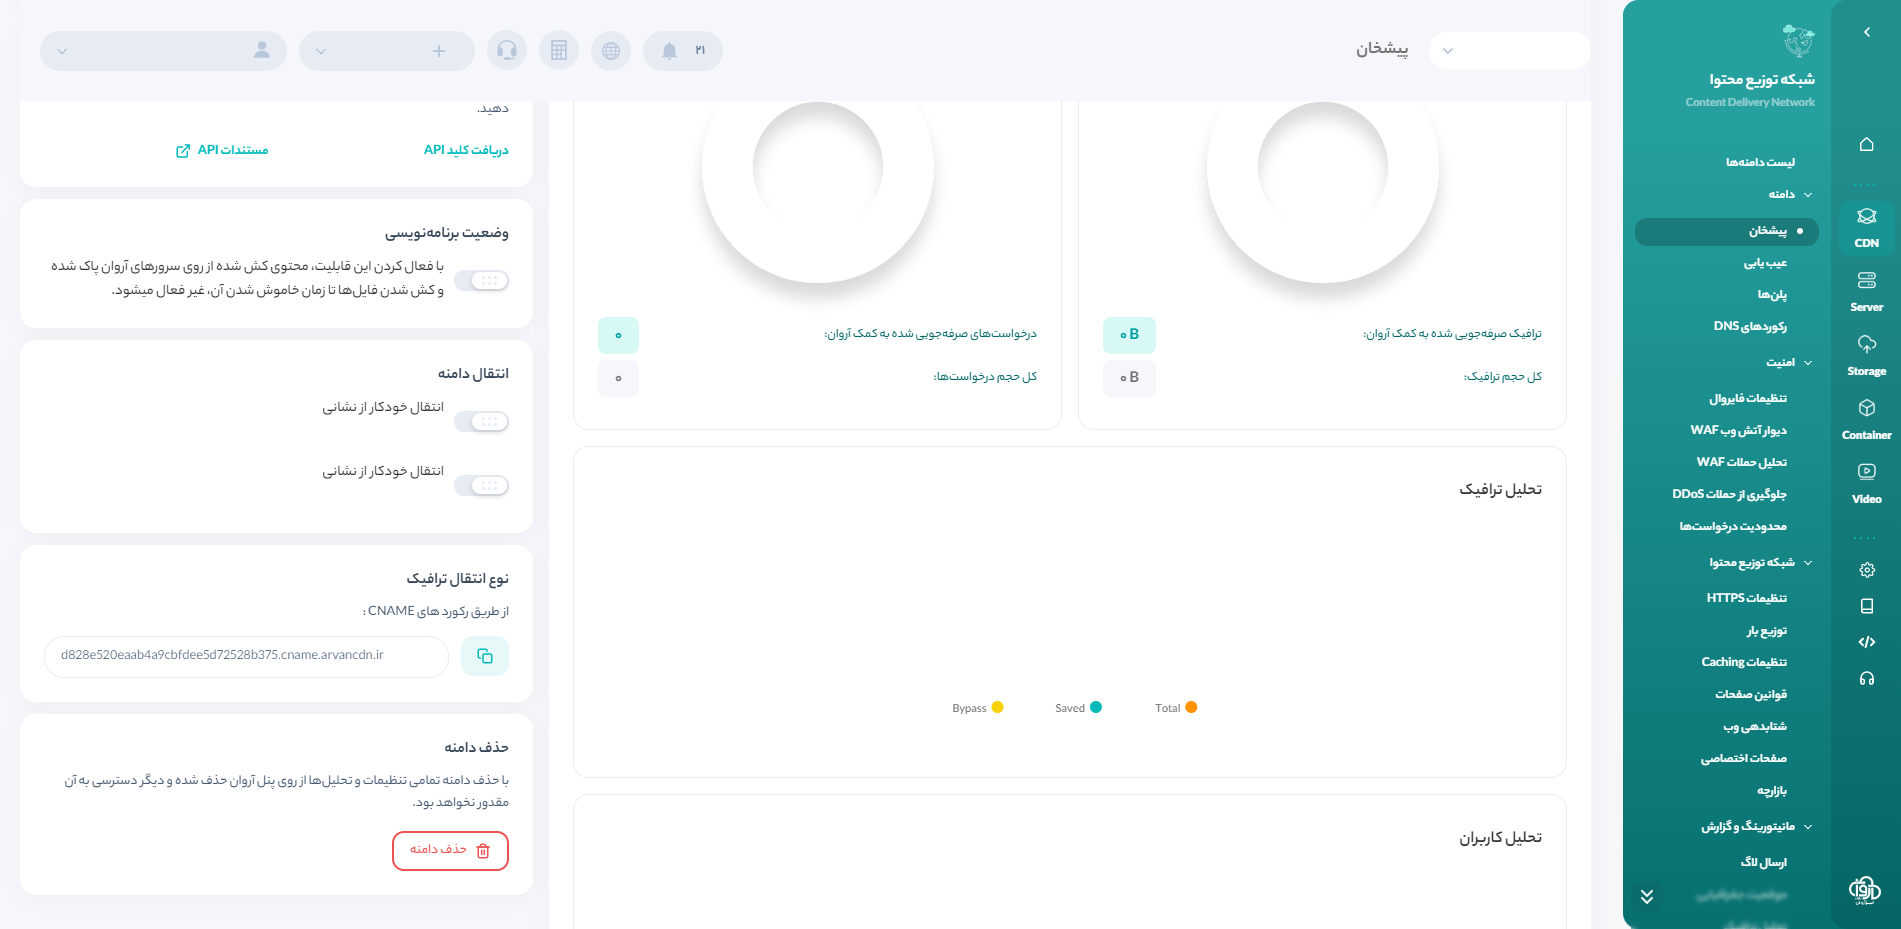 شبکه توزیع محتوا
Content Delivery Network
لیست دامنه‌ها
دامنه
پیشخان
عیب یابی
پلن‌ها
رکوردهای DNS
امنیت
تنظیمات فایروال
دیوار آتش وب WAF
تحلیل حملات WAF
جلوگیری از حملات DDoS
محدودیت درخواست‌ها
شبکه توزیع محتوا
تنظیمات HTTPS
توزیع بار
تنظیمات Caching
قوانین صفحات
شتابدهی وب
صفحات اختصاصی
بازارچه
مانیتورینگ و گزارش
ارسال لاگ
CDN
Server
Storage
Container
Video
پیشخان
۲۱
ترافیک صرفه‌جویی شده به کمک آروان:
۰ B
کل حجم ترافیک:
۰ B
درخواست‌های صرفه‌جویی شده به کمک آروان:
۰
کل حجم درخواست‌ها:
۰
تحلیل ترافیک
Total
Saved
Bypass
تحلیل کاربران
دهید.
دریافت کلید API
مستندات API
وضعیت برنامه‌نویسی
با فعال کردن این قابلیت، محتوی کش شده از روی سرورهای آروان پاک شده
و کش شدن فایل‌ها تا زمان خاموش شدن آن، غیر فعال میشود.
انتقال دامنه
انتقال خودکار از نشانی
انتقال خودکار از نشانی
نوع انتقال ترافیک
از طریق رکورد های CNAME :
d828e520eaab4a9cbfdee5d72528b375.cname.arvancdn.ir
حذف دامنه
با حذف دامنه تمامی تنظیمات و تحلیل‌ها از روی پنل آروان حذف شده و دیگر دسترسی به آن
مقدور نخواهد بود.
حذف دامنه